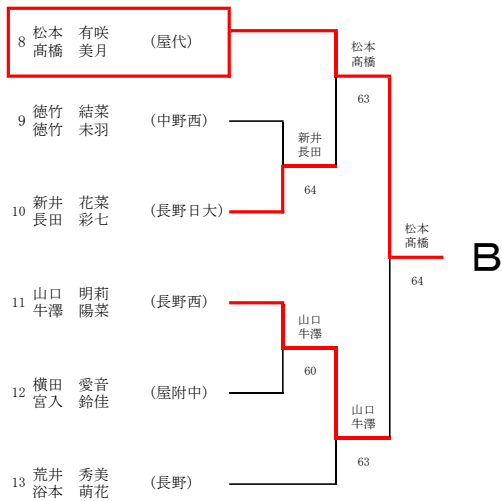 8 松本 有咲 (屋代)
髙橋 美月
松本
髙橋
63
9 徳竹 結菜 (中野西)
徳竹 未羽
新井
長田
64
10 新井 花菜 (長野日大)
長田 彩七
松本
髙橋
64
B
11 山口 明莉 (長野西)
牛澤 陽菜
山口
牛澤
60
12 横田 愛音 (屋附中)
宮入 鈴佳
山口
牛澤
63
13 荒井 秀美 (長野)
浴本 萌花